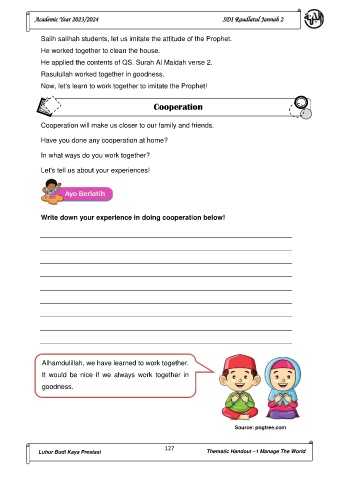 Academic Year 2023/2024 SDI Raudlatul Jannah 2
Salih salihah students, let us imitate the attitude of the Prophet.
He worked together to clean the house.
He applied the contents of QS. Surah Al Maidah verse 2.
Rasulullah worked together in goodness.
Now, let's learn to work together to imitate the Prophet!
Cooperation
Cooperation will make us closer to our family and friends.
Have you done any cooperation at home?
In what ways do you work together?
Let's tell us about your experiences!
Ayo Berlatih
Write down your experience in doing cooperation below!
Alhamdulillah, we have learned to work together.
It would be nice if we always work together in
goodness.
Source: pngtree.com
Luhur Budi Kaya Prestasi 127 Thematic Handout –1 Manage The World